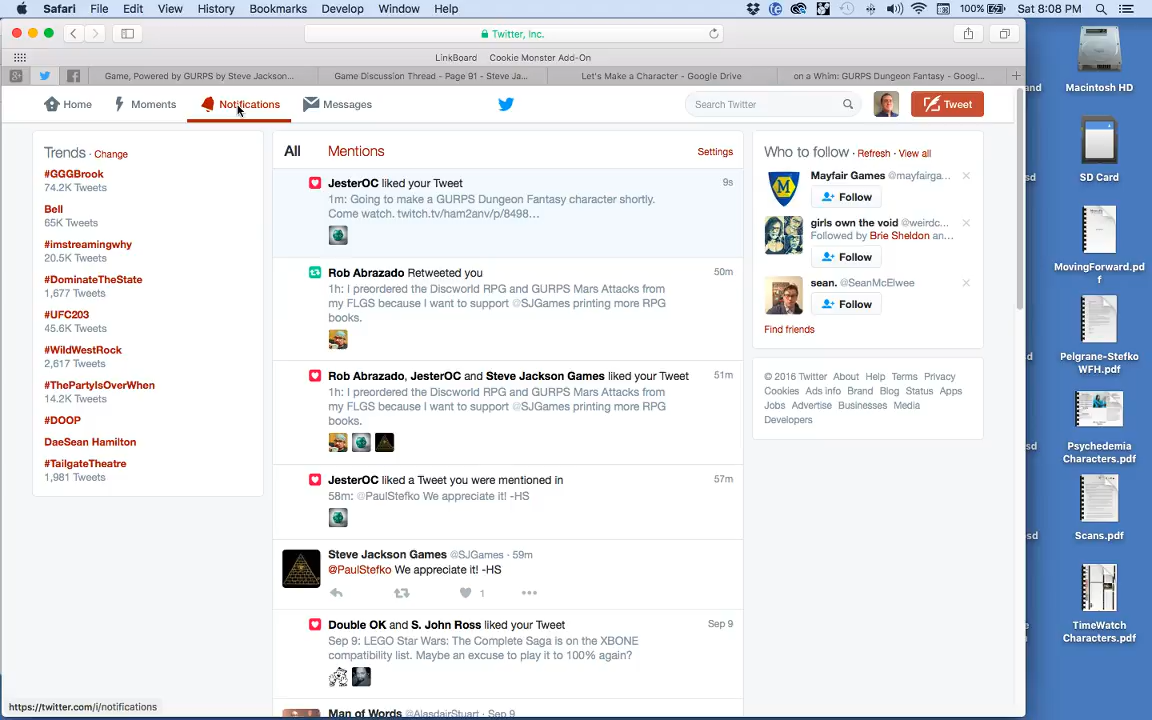 Safari File Edit View History Bookmarks Develop Window Help 100% Sat 8:08 PM
Twitter, Inc.
LinkBoard Cookie Monster Add-On
Game, Powered by GURPS by Steve Jackson... Game Discussion Thread - Page 91 - Steve Ja... Let's Make a Character - Google Drive on a Whim: GURPS Dungeon Fantasy - Googl...
Home Moments Notifications Messages Search Twitter Tweet
Trends · Change
#GGGBrook
74.2K Tweets
Bell
65K Tweets
#imstreamingwhy
20.5K Tweets
#DominateTheState
1,677 Tweets
#UFC203
45.6K Tweets
#WildWestRock
2,617 Tweets
#ThePartyIsOverWhen
14.2K Tweets
#DOOP
DaeSean Hamilton
#TailgateTheatre
1,981 Tweets
All Mentions Settings
JesterOC liked your Tweet 9s
1m: Going to make a GURPS Dungeon Fantasy character shortly.
Come watch. twitch.tv/ham2anv/p/8498...
Rob Abrazado Retweeted you 50m
1h: I preordered the Discworld RPG and GURPS Mars Attacks from
my FLGS because I want to support @SJGames printing more RPG
books.
Rob Abrazado, JesterOC and Steve Jackson Games liked your Tweet 51m
1h: I preordered the Discworld RPG and GURPS Mars Attacks from
my FLGS because I want to support @SJGames printing more RPG
books.
JesterOC liked a Tweet you were mentioned in 57m
58m: @PaulStefko We appreciate it! -HS
Steve Jackson Games @SJGames · 59m
@PaulStefko We appreciate it! -HS
1
Double OK and S. John Ross liked your Tweet Sep 9
Sep 9: LEGO Star Wars: The Complete Saga is on the XBONE
compatibility list. Maybe an excuse to play it to 100% again?
Man of Words @AlasdairStuart · Sep 9
Who to follow · Refresh · View all
Mayfair Games @mayfairga...
Follow
girls own the void @weirdc...
Followed by Brie Sheldon an...
Follow
sean. @SeanMcElwee
Follow
Find friends
© 2016 Twitter About Help Terms Privacy
Cookies Ads info Brand Blog Status Apps
Jobs Advertise Businesses Media
Developers
Macintosh HD
SD Card
MovingForward.pd
f
Pelgrane-Stefko
WFH.pdf
Psychedemia
Characters.pdf
Scans.pdf
TimeWatch
Characters.pdf
nd
sd
sd
sd
sd
e
https://twitter.com/i/notifications